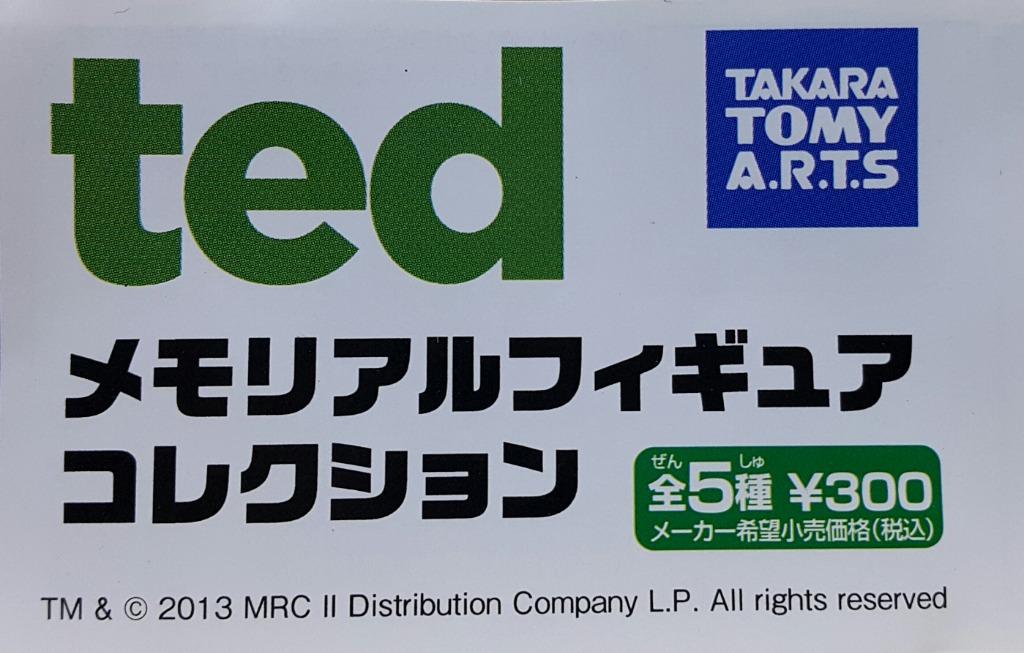 ted
TAKARA
TOMY
A.R.T.S
メモリアルフィギュア
コレクション
ぜん しゅ
全5種 ¥300
メーカー希望小売価格(税込)
TM & © 2013 MRC II Distribution Company L.P. All rights reserved